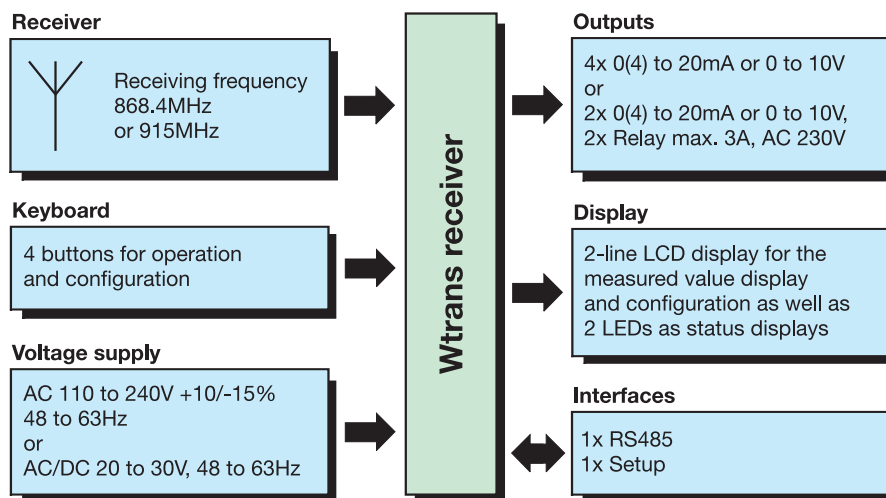 Receiver
Receiving frequency
868.4MHz
or 915MHz
Keyboard
4 buttons for operation
and configuration
Voltage supply
AC 110 to 240V +10/-15%
48 to 63Hz
or
AC/DC 20 to 30V, 48 to 63Hz
Wtrans receiver
Outputs
4x 0(4) to 20mA or 0 to 10V
or
2x 0(4) to 20mA or 0 to 10V,
2x Relay max. 3A, AC 230V
Display
2-line LCD display for the
measured value display
and configuration as well as
2 LEDs as status displays
Interfaces
1x RS485
1x Setup